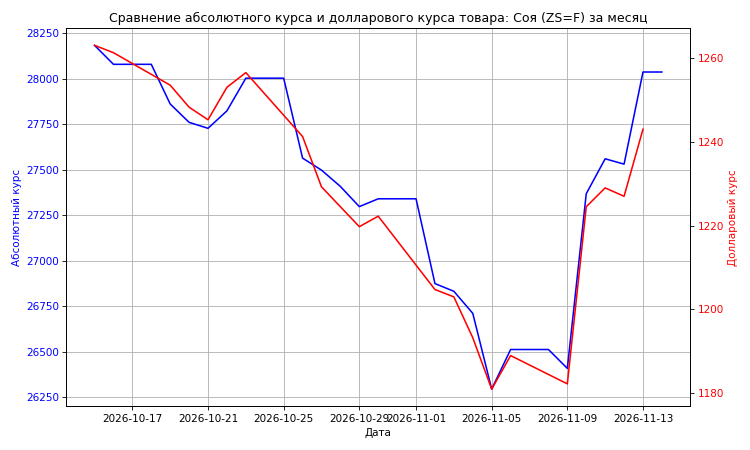 Сравнение абсолютного курса и долларового курса товара: Соя (ZS=F) за месяц
28250
28000
27750
27500
27250
27000
26750
26500
26250
Абсолютный курс
1260
1240
1220
1200
1180
Долларовый курс
2026-10-17 2026-10-21 2026-10-25 2026-10-29 2026-11-01 2026-11-05 2026-11-09 2026-11-13
Дата